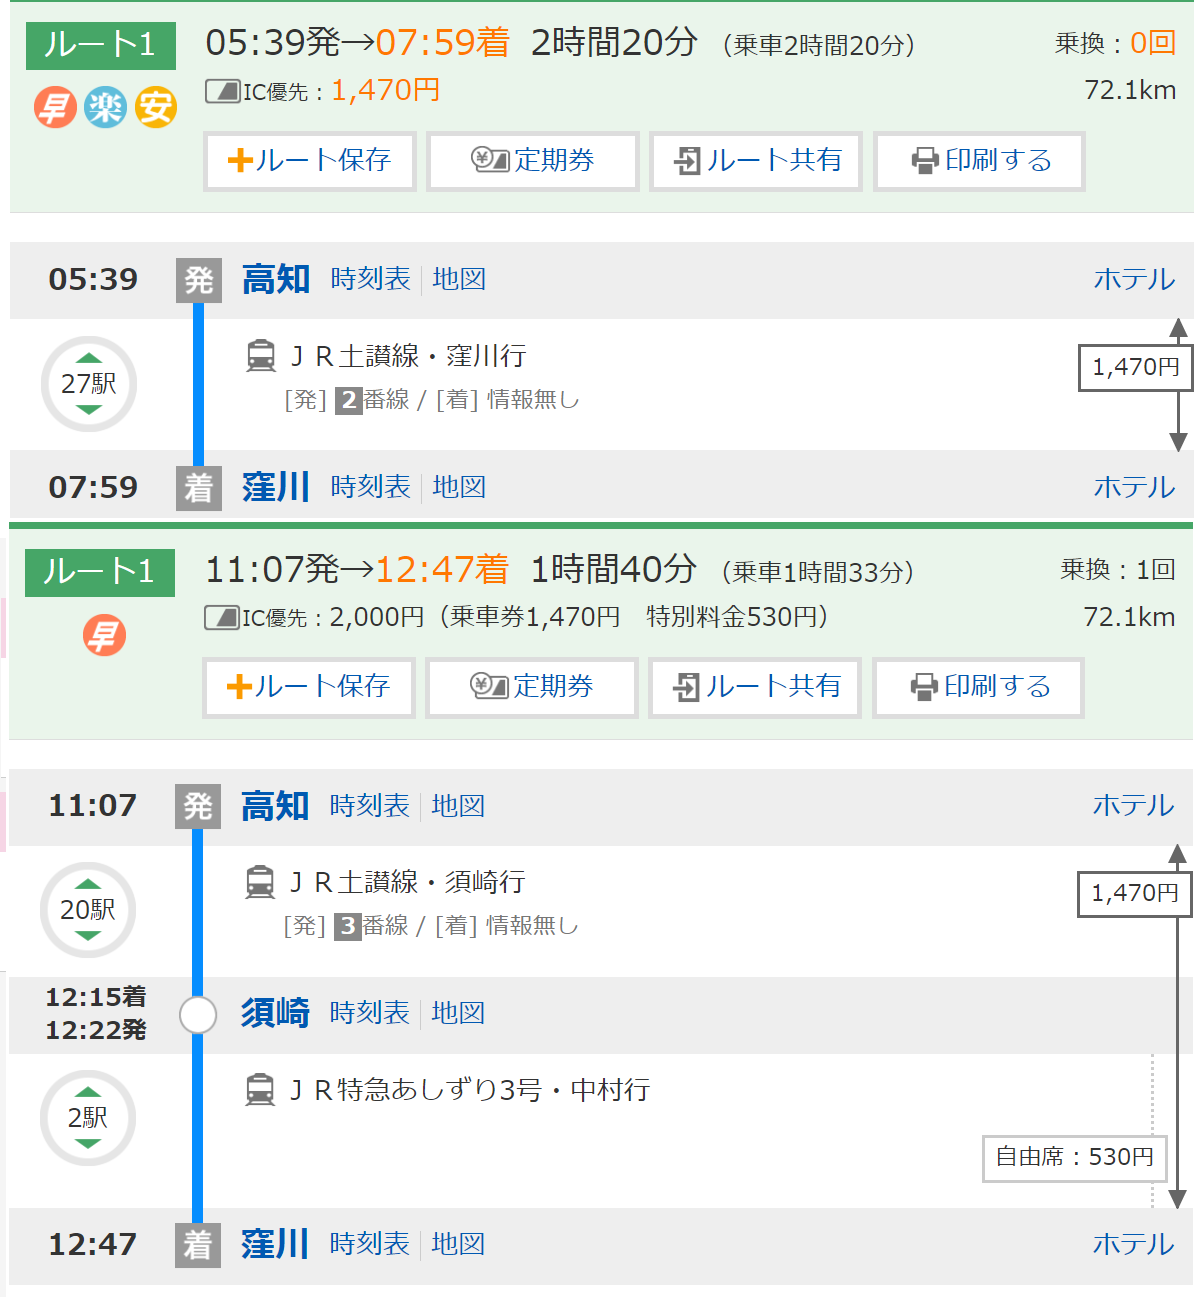 ルート1 05:39発→07:59着 2時間20分 （乗車2時間20分） 乗換：0回
早 楽 安 IC優先：1,470円 72.1km
ルート保存 定期券 ルート共有 印刷する
05:39 発 高知 時刻表 地図 ホテル
27駅 ＪＲ土讃線・窪川行 1,470円
[発] 2番線 / [着] 情報無し
07:59 着 窪川 時刻表 地図 ホテル
ルート1 11:07発→12:47着 1時間40分 （乗車1時間33分） 乗換：1回
早 IC優先：2,000円（乗車券1,470円　特別料金530円） 72.1km
ルート保存 定期券 ルート共有 印刷する
11:07 発 高知 時刻表 地図 ホテル
20駅 ＪＲ土讃線・須崎行 1,470円
[発] 3番線 / [着] 情報無し
12:15着
12:22発 須崎 時刻表 地図
2駅 ＪＲ特急あしずり3号・中村行
自由席：530円
12:47 着 窪川 時刻表 地図 ホテル